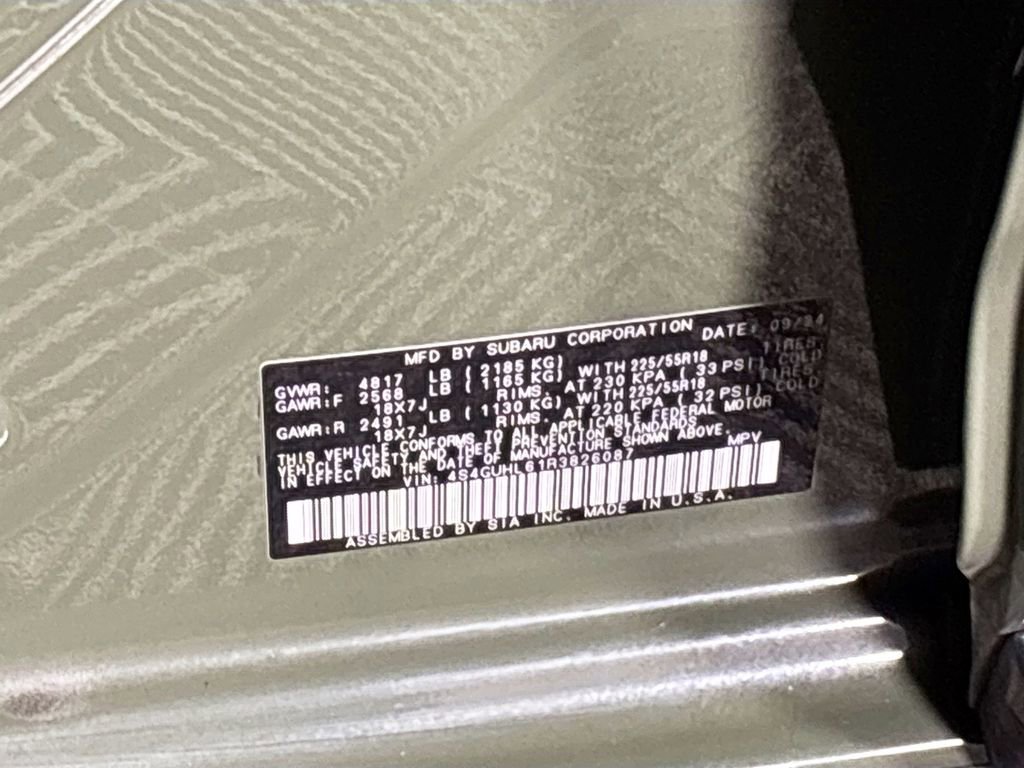 MFD BY SUBARU CORPORATION DATE: 09/24
GVWR: 4817 LB ( 2185 KG)
GAWR:F 2568 LB ( 1165 KG) WITH 225/55R18 TIRES,
18X7J RIMS. AT 230 KPA ( 33 PSI) COLD
GAWR:R 2491 LB ( 1130 KG) WITH 225/55R18 TIRES,
18X7J RIMS. AT 220 KPA ( 32 PSI) COLD
THIS VEHICLE CONFORMS TO ALL APPLICABLE FEDERAL MOTOR
VEHICLE SAFETY AND THEFT PREVENTION STANDARDS
IN EFFECT ON THE DATE OF MANUFACTURE SHOWN ABOVE.
VIN: 4S4GUHL61R3826087 MPV
ASSEMBLED BY SIA INC. MADE IN U.S.A.